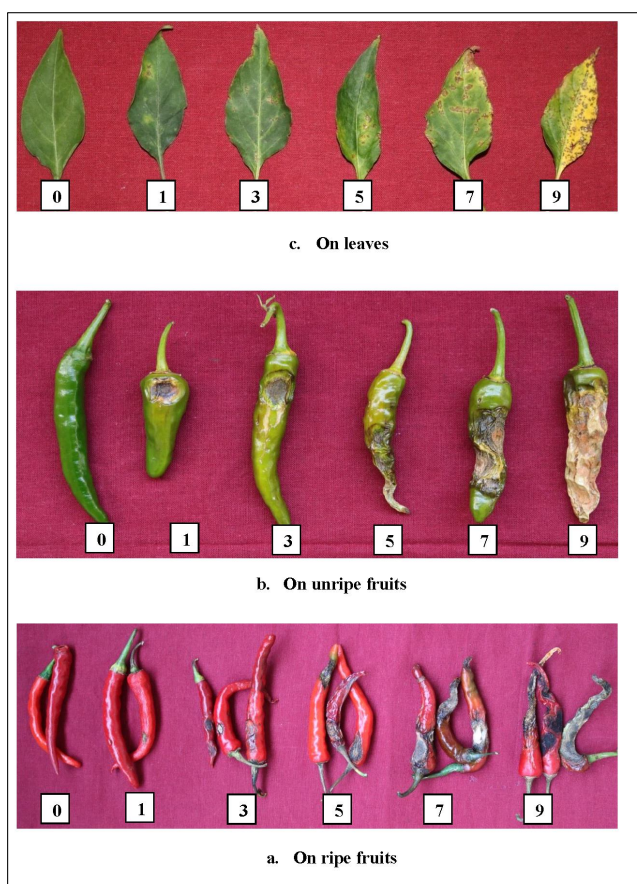 0 1 3 5 7 9
c. On leaves
0 1 3 5 7 9
b. On unripe fruits
0 1 3 5 7 9
a. On ripe fruits